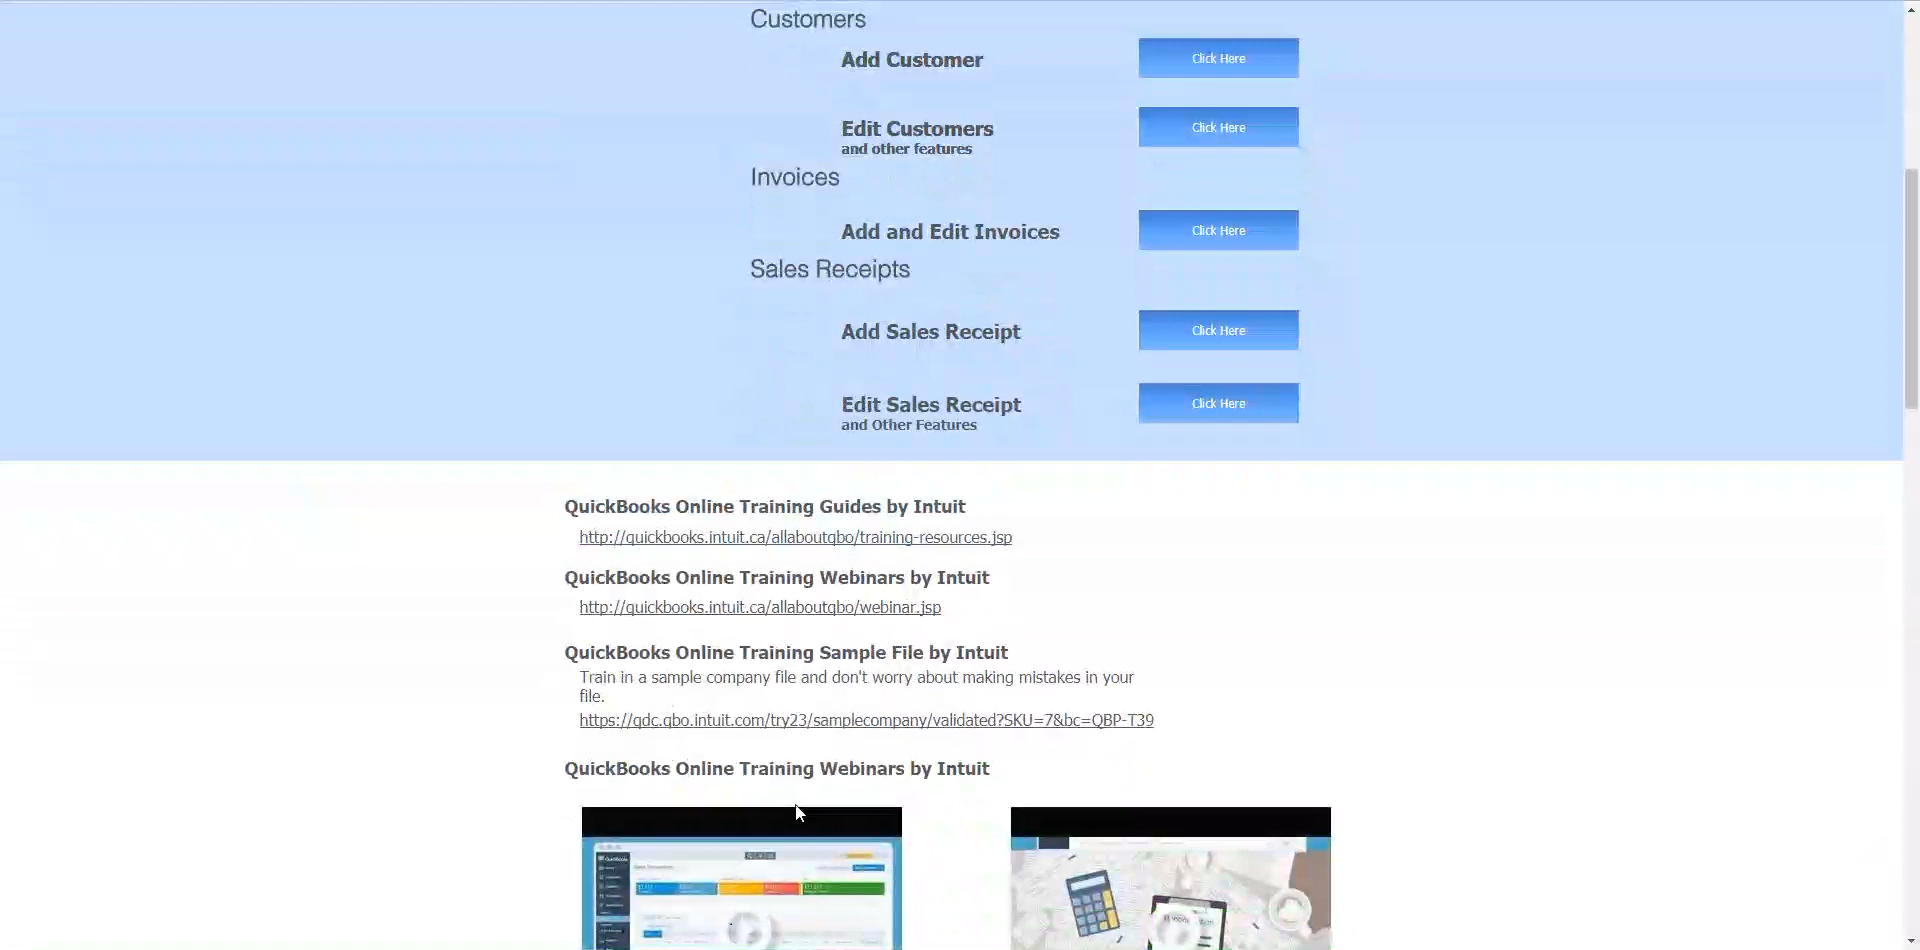 Customers
Add Customer
Click Here
Edit Customers
Click Here
and other features
Invoices
Add and Edit Invoices
Click Here
Sales Receipts
Add Sales Receipt
Click Here
Edit Sales Receipt
Click Here
and Other Features
QuickBooks Online Training Guides by Intuit
http://quickbooks.intuit.ca/allaboutqbo/training-resources.jsp
QuickBooks Online Training Webinars by Intuit
http://quickbooks.intuit.ca/allaboutqbo/webinar.jsp
QuickBooks Online Training Sample File by Intuit
Train in a sample company file and don't worry about making mistakes in your
file.
https://qdc.qbo.intuit.com/try23/samplecompany/validated?SKU=7&bc=QBP-T39
QuickBooks Online Training Webinars by Intuit